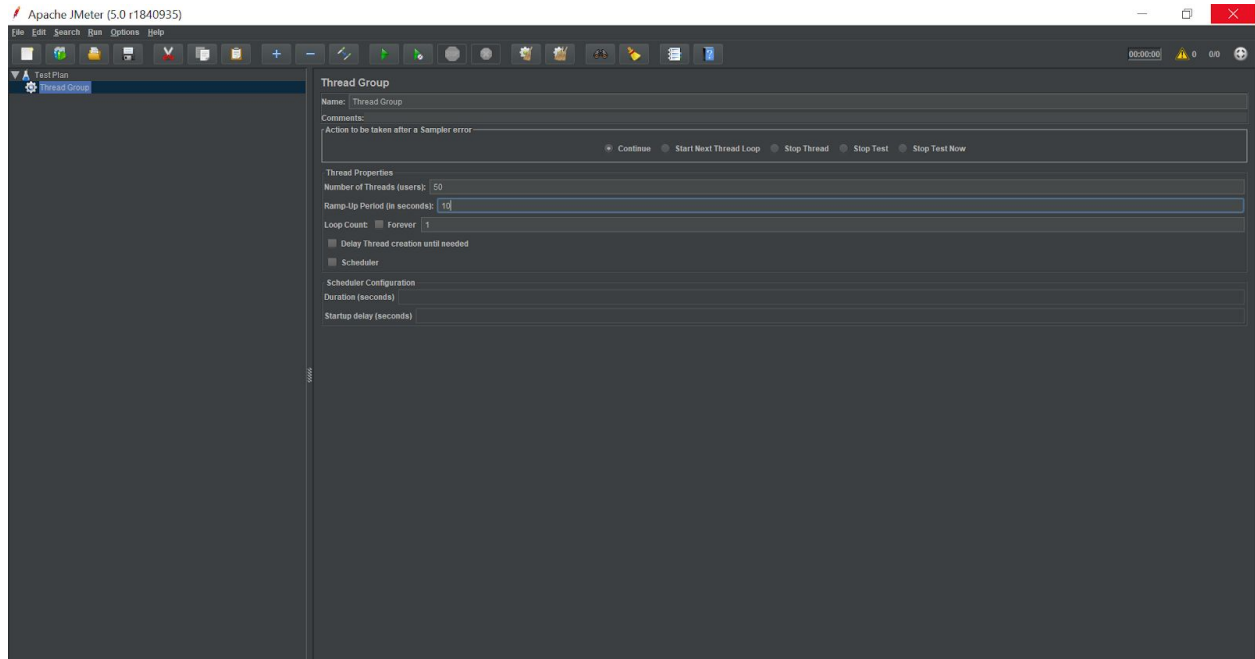 Apache JMeter (5.0 r1840935)
File Edit Search Run Options Help
00:00:00 0 0/0
Test Plan
Thread Group
Thread Group
Name: Thread Group
Comments:
Action to be taken after a Sampler error
Continue Start Next Thread Loop Stop Thread Stop Test Stop Test Now
Thread Properties
Number of Threads (users): 50
Ramp-Up Period (in seconds): 10
Loop Count: Forever 1
Delay Thread creation until needed
Scheduler
Scheduler Configuration
Duration (seconds)
Startup delay (seconds)